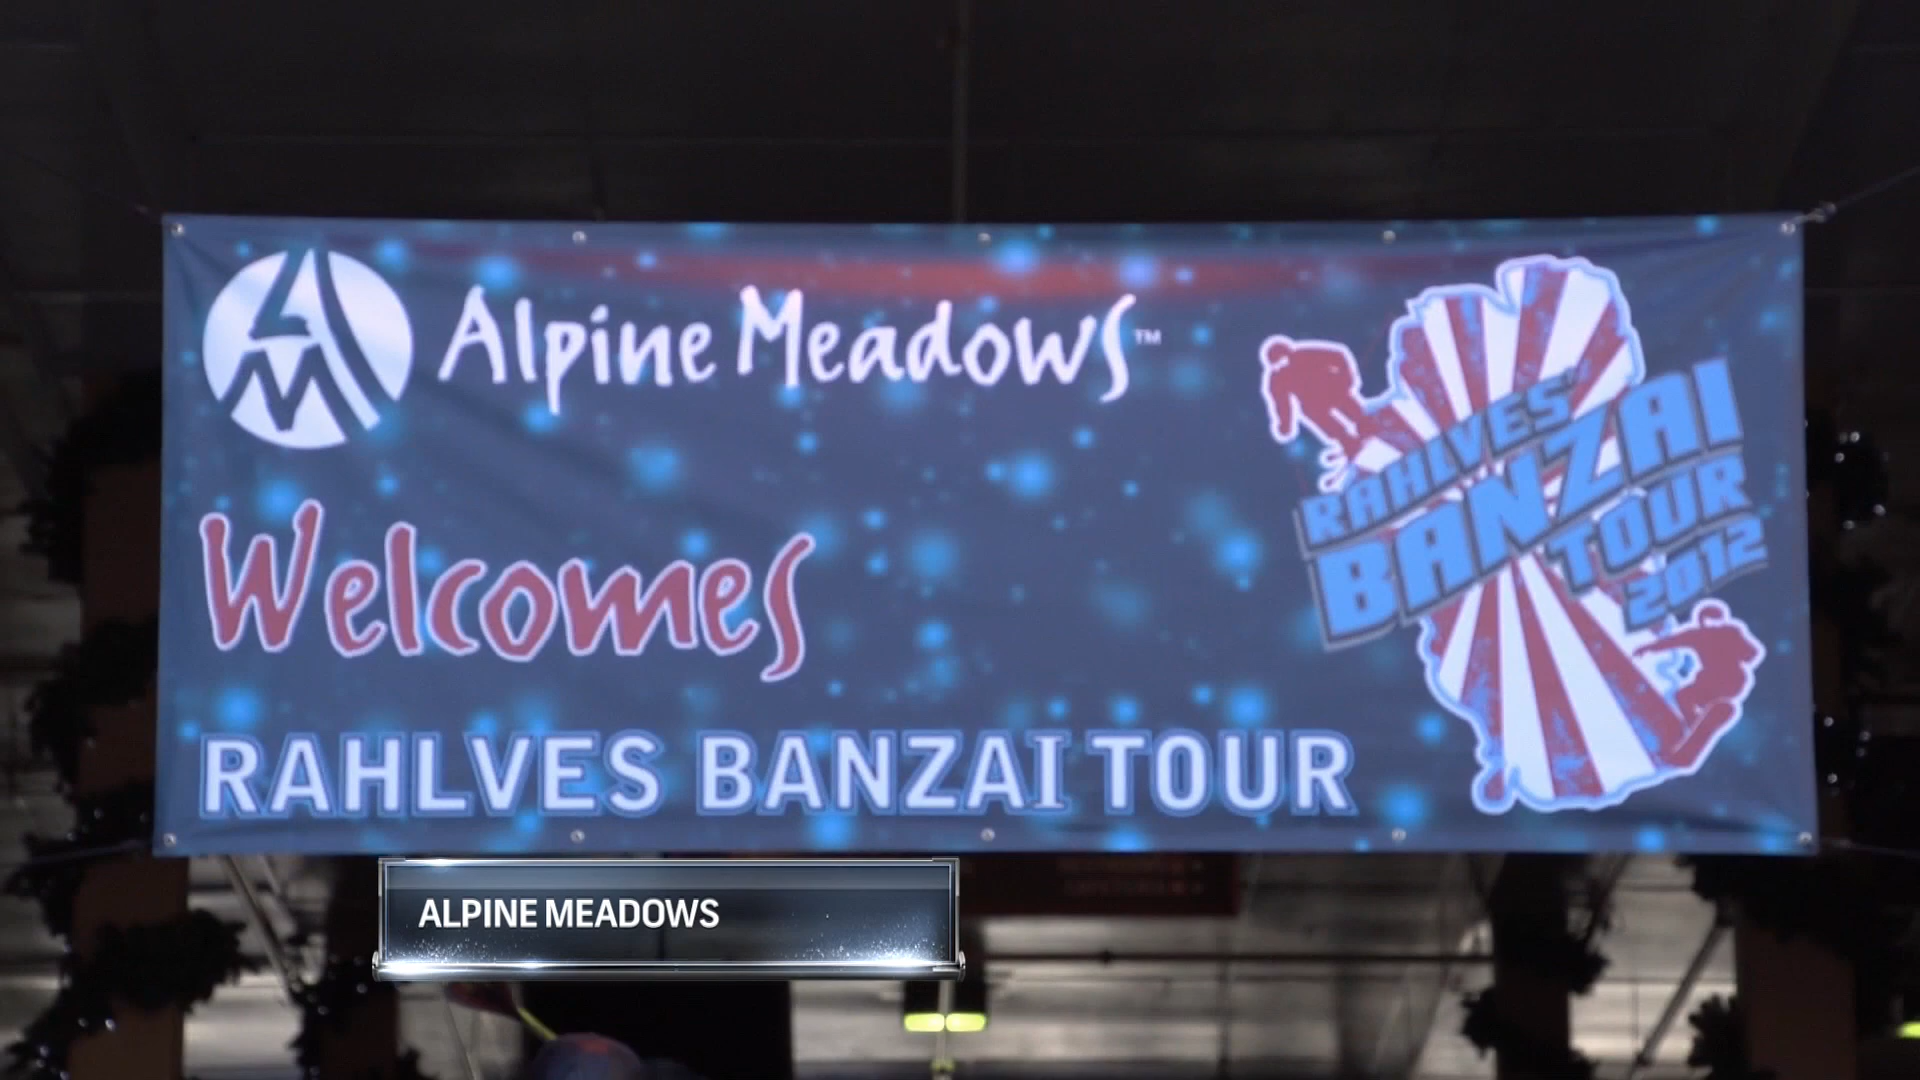 Alpine Meadows™
Welcomes
RAHLVES BANZAI TOUR
RAHLVES'
BANZAI
TOUR
2012
ALPINE MEADOWS